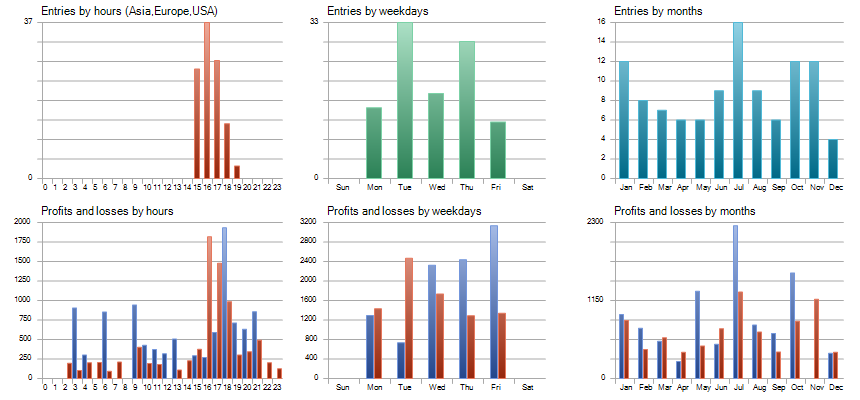 Entries by hours (Asia,Europe,USA)
37
0
0 1 2 3 4 5 6 7 8 9 10 11 12 13 14 15 16 17 18 19 20 21 22 23
Entries by weekdays
33
0
Sun Mon Tue Wed Thu Fri Sat
Entries by months
16
14
12
10
8
6
4
2
0
Jan Feb Mar Apr May Jun Jul Aug Sep Oct Nov Dec
Profits and losses by hours
2000
1750
1500
1250
1000
750
500
250
0
0 1 2 3 4 5 6 7 8 9 10 11 12 13 14 15 16 17 18 19 20 21 22 23
Profits and losses by weekdays
3200
2800
2400
2000
1600
1200
800
400
0
Sun Mon Tue Wed Thu Fri Sat
Profits and losses by months
2300
1150
0
Jan Feb Mar Apr May Jun Jul Aug Sep Oct Nov Dec